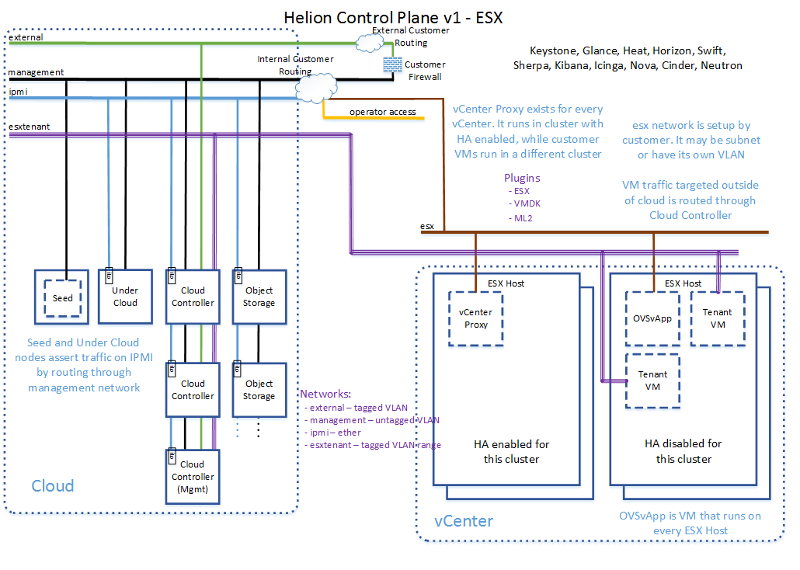 Helion Control Plane v1 - ESX
external
External Customer
Routing
Keystone, Glance, Heat, Horizon, Swift,
Sherpa, Kibana, Icinga, Nova, Cinder, Neutron
Internal Customer
Routing
Customer
Firewall
management
ipmi
operator access
esxtenant
vCenter Proxy exists for every
vCenter. It runs in cluster with
HA enabled, while customer
VMs run in a different cluster
esx network is setup by
customer. It may be subnet
or have its own VLAN
Plugins
- ESX
- VMDK
- ML2
VM traffic targeted outside
of cloud is routed through
Cloud Controller
esx
Seed
Under
Cloud
Cloud
Controller
Object
Storage
ESX Host
vCenter
Proxy
ESX Host
OVSvApp
Tenant
VM
Tenant
VM
Seed and Under Cloud
nodes assert traffic on IPMI
by routing through
management network
Cloud
Controller
Object
Storage
Networks:
- external – tagged VLAN
- management – untagged VLAN
- ipmi – ether
- esxtenant – tagged VLAN range
HA enabled for
this cluster
HA disabled for
this cluster
Cloud
Controller
(Mgmt)
Cloud
vCenter
OVSvApp is VM that runs on
every ESX Host